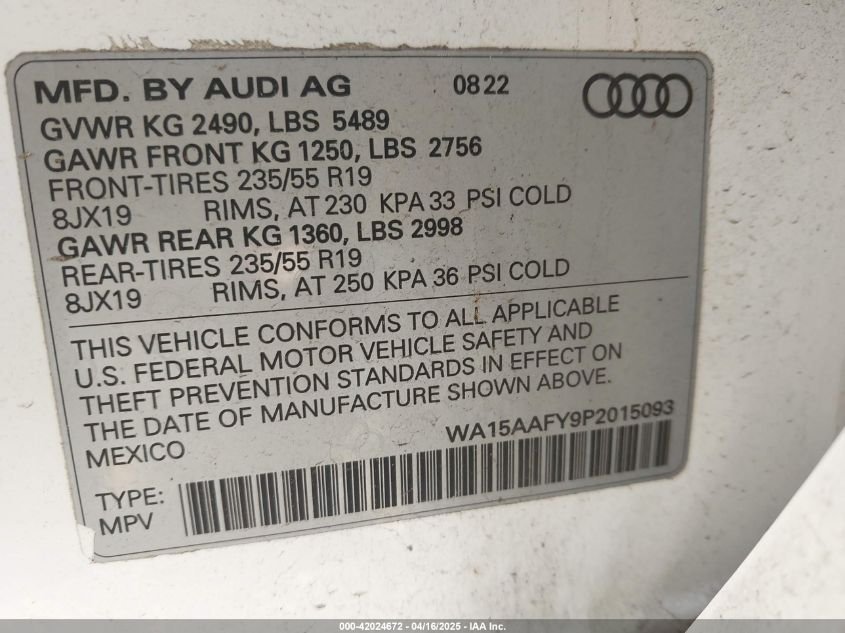 MFD. BY AUDI AG 08 22
GVWR KG 2490, LBS 5489
GAWR FRONT KG 1250, LBS 2756
FRONT-TIRES 235/55 R19
8JX19 RIMS, AT 230 KPA 33 PSI COLD
GAWR REAR KG 1360, LBS 2998
REAR-TIRES 235/55 R19
8JX19 RIMS, AT 250 KPA 36 PSI COLD
THIS VEHICLE CONFORMS TO ALL APPLICABLE
U.S. FEDERAL MOTOR VEHICLE SAFETY AND
THEFT PREVENTION STANDARDS IN EFFECT ON
THE DATE OF MANUFACTURE SHOWN ABOVE.
MEXICO WA15AAFY9P2015093
TYPE:
MPV
000-42024672 - 04/16/2025 - IAA Inc.